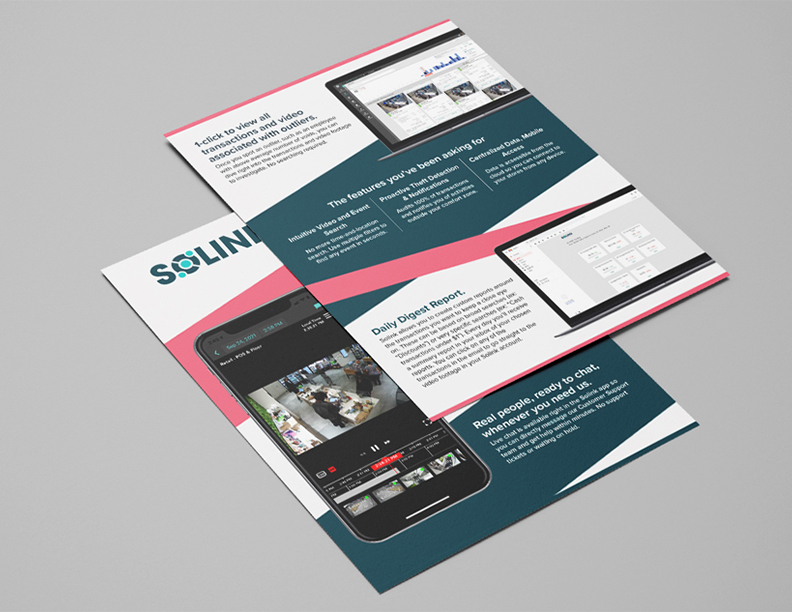 1-click to view all
transactions and video
associated with outliers.
Once you spot an outlier, such as an employee
with above average number of voids, you can
dive right into the transactions and video footage
to investigate. No searching required.
The features you've been asking for
Intuitive Video and Event
Search
No more time-and-location
search. Use multiple filters to
find any event in seconds.
Proactive Theft Detection
& Notifications
Audits 100% of transactions
and notifies you of activities
outside your comfort zone.
Centralized Data, Mobile
Access
Data is accessible from the
cloud so you can connect to
your stores from any device.
Daily Digest Report.
Solink allows you to create custom reports around
the transactions you want to keep a close eye
on. These can be based on broad searches (ex:
"Discounts") or very specific searches (ex: "Cash
transactions under $1"). Every day you'll receive
a summary report in your inbox of your chosen
reports. You can click on any of the
transactions in the email to go straight to the
video footage in your Solink account.
SOLINK
Sep 14, 2021 3:58 PM
Local Time
Retail - POS & Floor
Real people, ready to chat,
whenever you need us.
Live chat is available right in the Solink app so
you can directly message our Customer Support
team and get help within minutes. No support
tickets or waiting on hold.